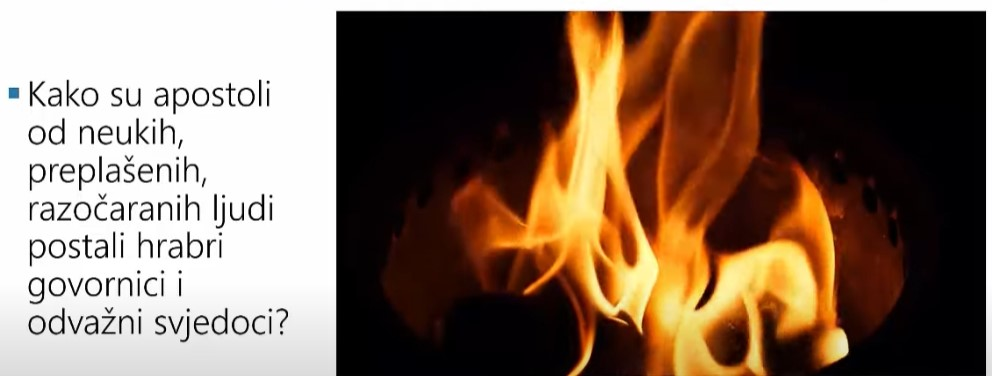 Kako su apostoli
od neukih,
preplašenih,
razočaranih ljudi
postali hrabri
govornici i
odvažni svjedoci?